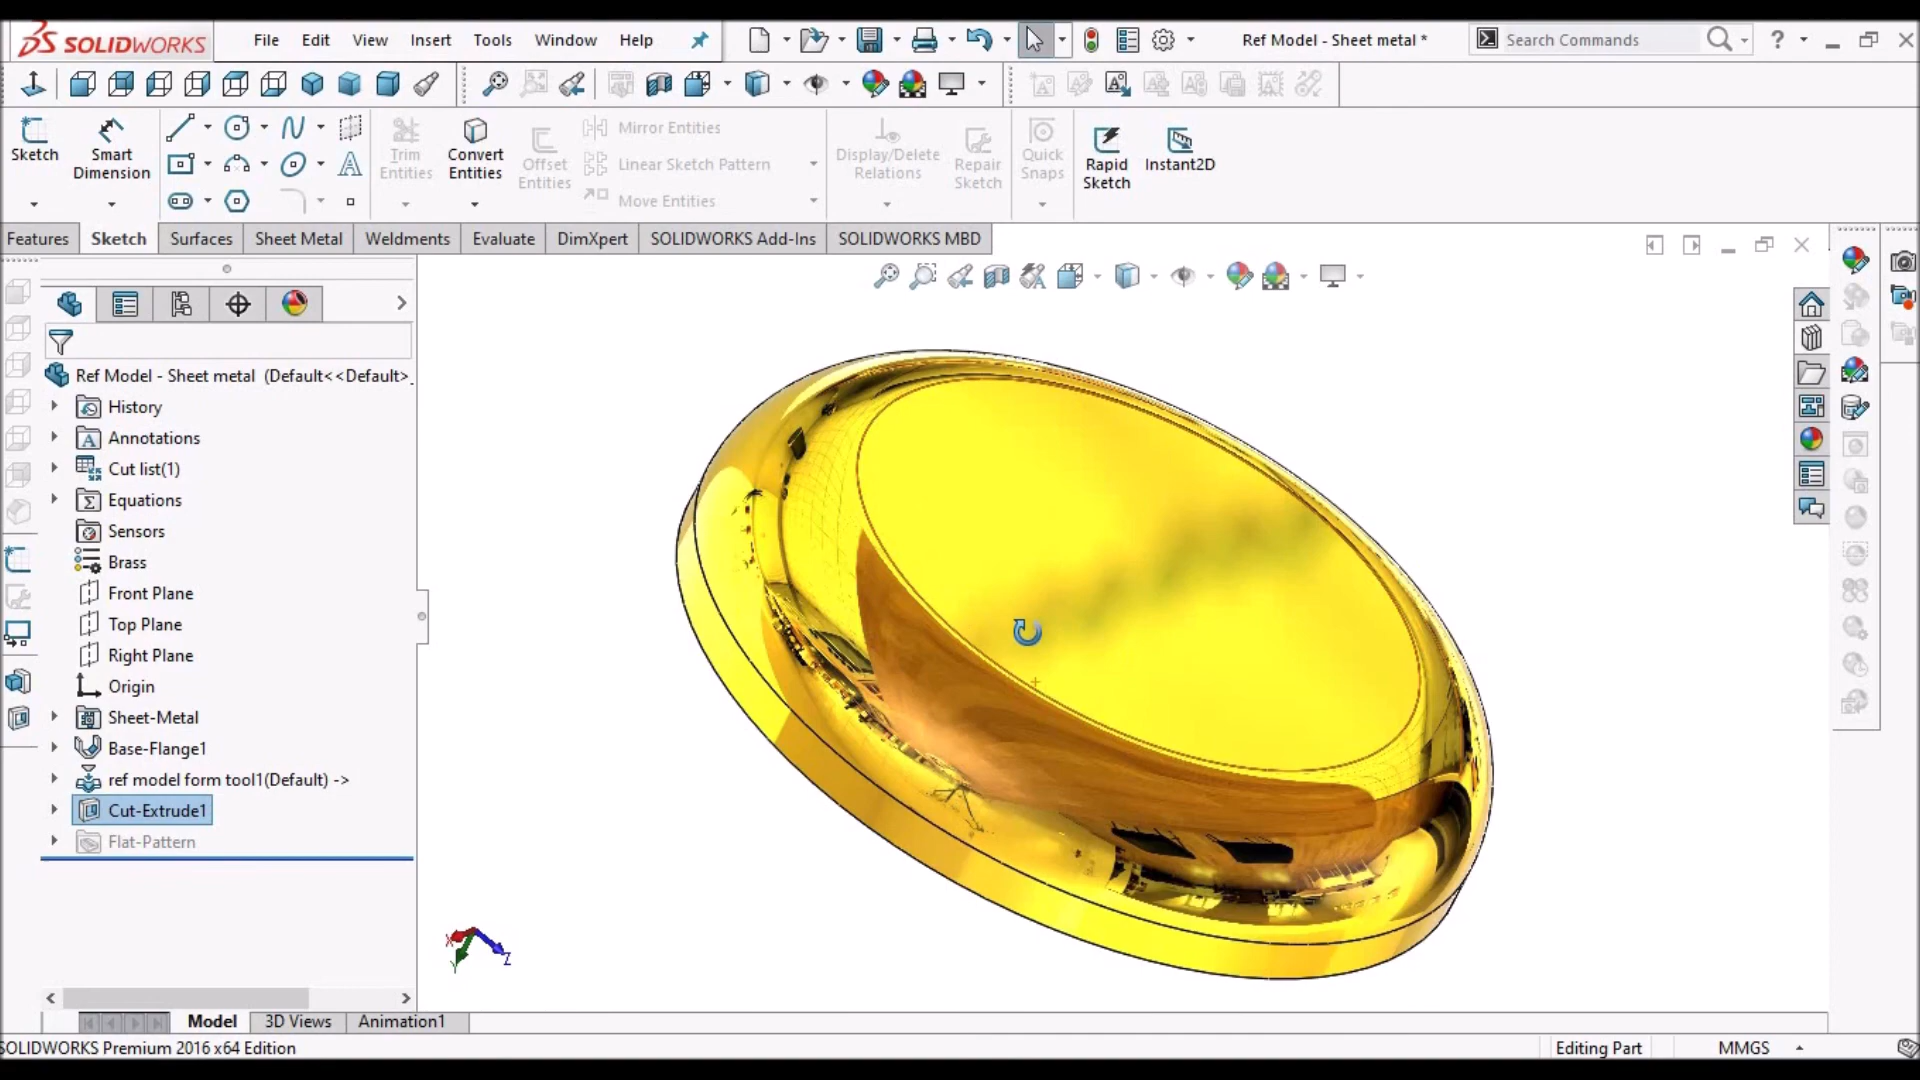 SOLIDWORKS File Edit View Insert Tools Window Help Ref Model - Sheet metal * Search Commands ?
Sketch
Smart Dimension
Trim Entities
Convert Entities
Offset Entities
Mirror Entities
Linear Sketch Pattern
Move Entities
Display/Delete Relations
Repair Sketch
Quick Snaps
Rapid Sketch
Instant2D
Features Sketch Surfaces Sheet Metal Weldments Evaluate DimXpert SOLIDWORKS Add-Ins SOLIDWORKS MBD
Ref Model - Sheet metal (Default<<Default>
History
Annotations
Cut list(1)
Equations
Sensors
Brass
Front Plane
Top Plane
Right Plane
Origin
Sheet-Metal
Base-Flange1
ref model form tool1(Default) ->
Cut-Extrude1
Flat-Pattern
X Y Z
Model 3D Views Animation1
SOLIDWORKS Premium 2016 x64 Edition Editing Part MMGS